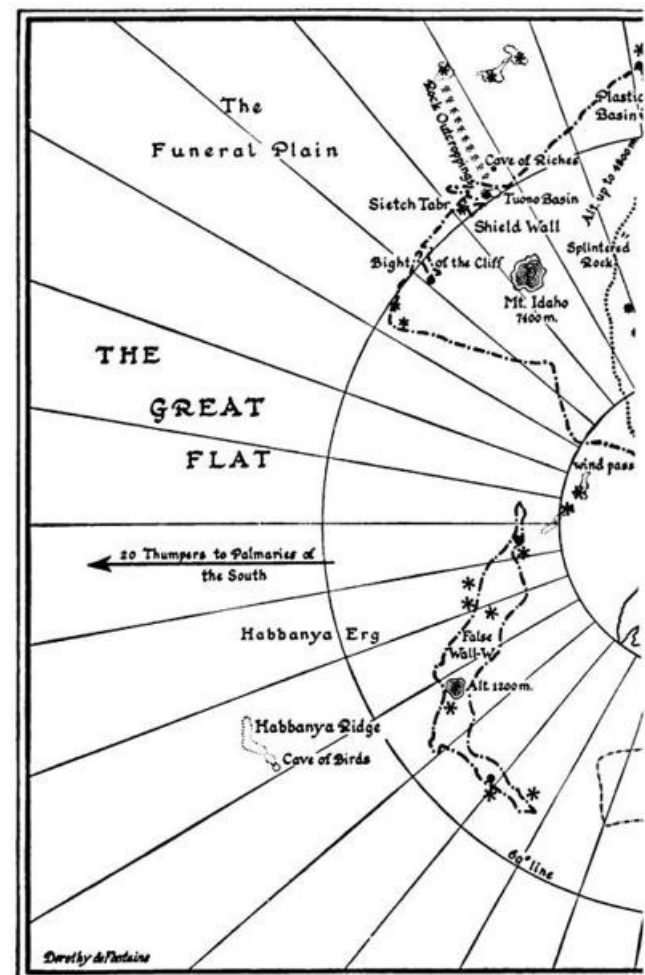 The
Funeral Plain
Rock Outcroppings
Plastic
Basin
Cave of Riches
Alt. up to 4800m.
Sietch Tabr
Tuono Basin
Shield Wall
Splintered
Rock
Bight of the Cliff
Mt. Idaho
7400 m.
THE
GREAT
FLAT
wind pass
20 Thumpers to Palmaries of
the South
Habbanya Erg
False
Wall-W
Alt. 1200 m.
Habbanya Ridge
Cave of Birds
60° line
Dorothy de Fontaine